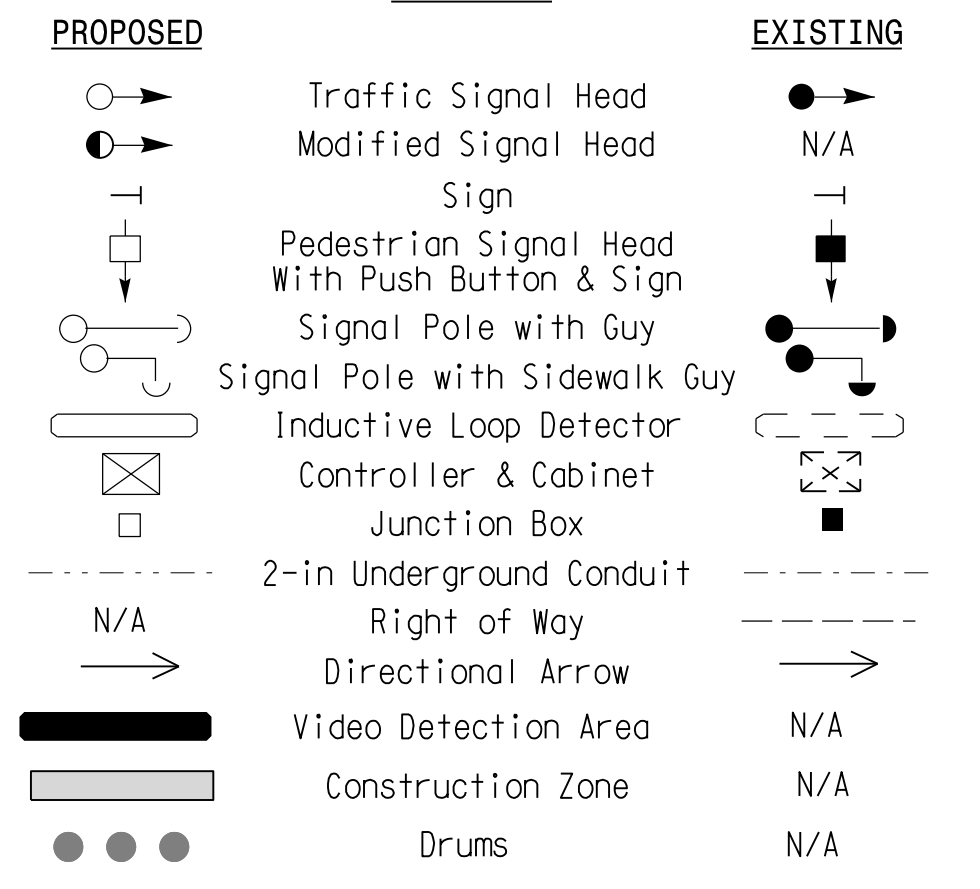 PROPOSED EXISTING
Traffic Signal Head
Modified Signal Head N/A
Sign
Pedestrian Signal Head
With Push Button & Sign
Signal Pole with Guy
Signal Pole with Sidewalk Guy
Inductive Loop Detector
Controller & Cabinet
Junction Box
2-in Underground Conduit
N/A Right of Way
Directional Arrow
Video Detection Area N/A
Construction Zone N/A
Drums N/A